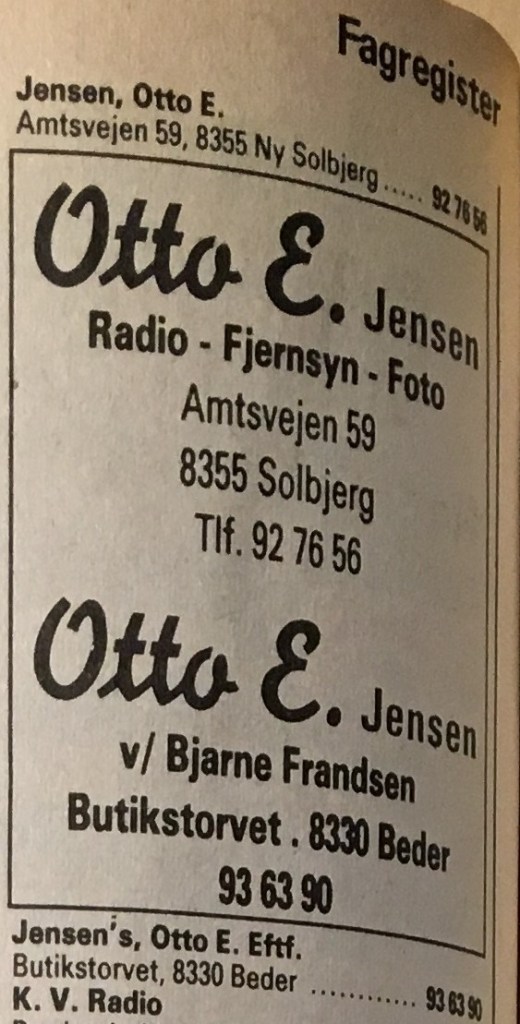 Fagregister
Jensen, Otto E.
Amtsvejen 59, 8355 Ny Solbjerg ..... 92 76 56
Otto E. Jensen
Radio - Fjernsyn - Foto
Amtsvejen 59
8355 Solbjerg
Tlf. 92 76 56
Otto E. Jensen
v/ Bjarne Frandsen
Butikstorvet . 8330 Beder
93 63 90
Jensen's, Otto E. Eftf.
Butikstorvet, 8330 Beder ............ 93 63 90
K. V. Radio